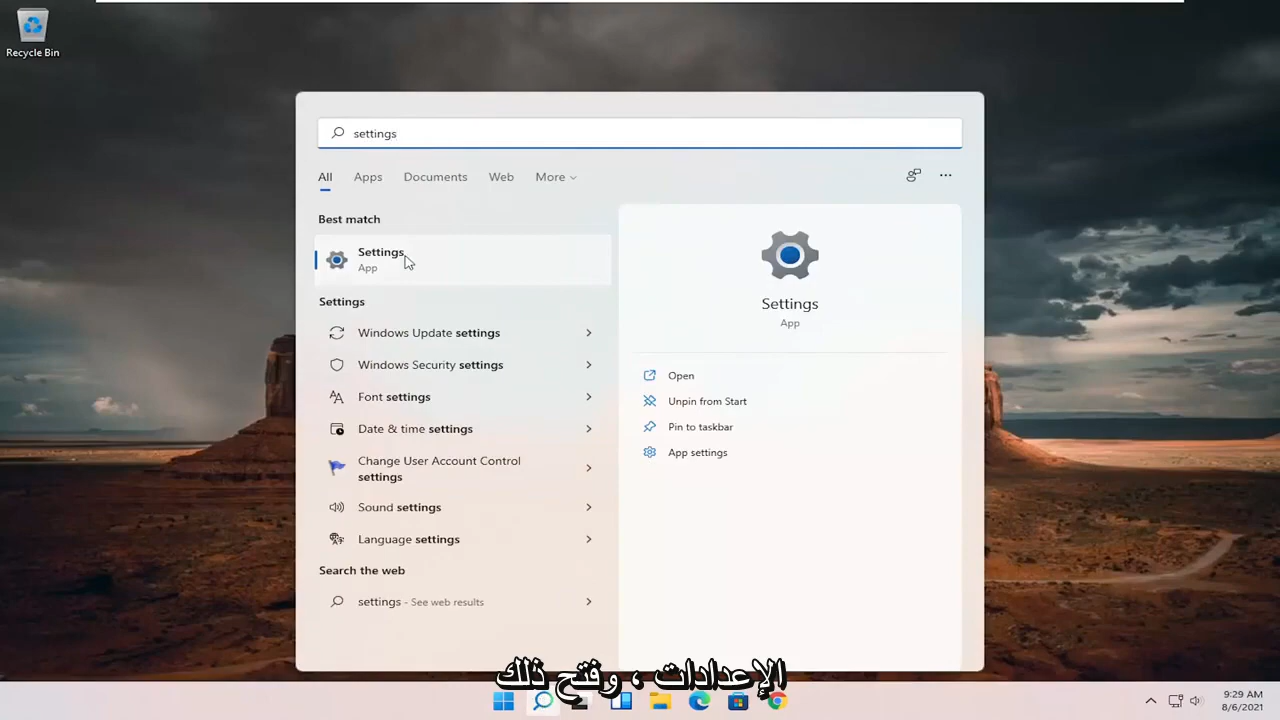 Recycle Bin
settings
All Apps Documents Web More
Best match
Settings
App
Settings
Windows Update settings
Windows Security settings
Font settings
Date & time settings
Change User Account Control
settings
Sound settings
Language settings
Search the web
settings - See web results
Settings
App
Open
Unpin from Start
Pin to taskbar
App settings
الإعدادات ، وفتح ذلك
9:29 AM
8/6/2021